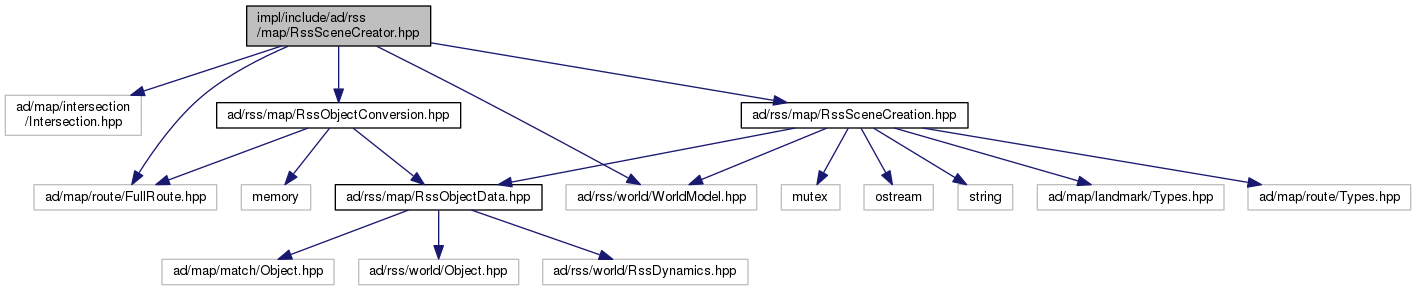 impl/include/ad/rss
/map/RssSceneCreator.hpp
ad/map/intersection
/Intersection.hpp
ad/rss/map/RssObjectConversion.hpp
ad/rss/map/RssSceneCreation.hpp
ad/map/route/FullRoute.hpp
memory
ad/rss/map/RssObjectData.hpp
ad/rss/world/WorldModel.hpp
mutex
ostream
string
ad/map/landmark/Types.hpp
ad/map/route/Types.hpp
ad/map/match/Object.hpp
ad/rss/world/Object.hpp
ad/rss/world/RssDynamics.hpp